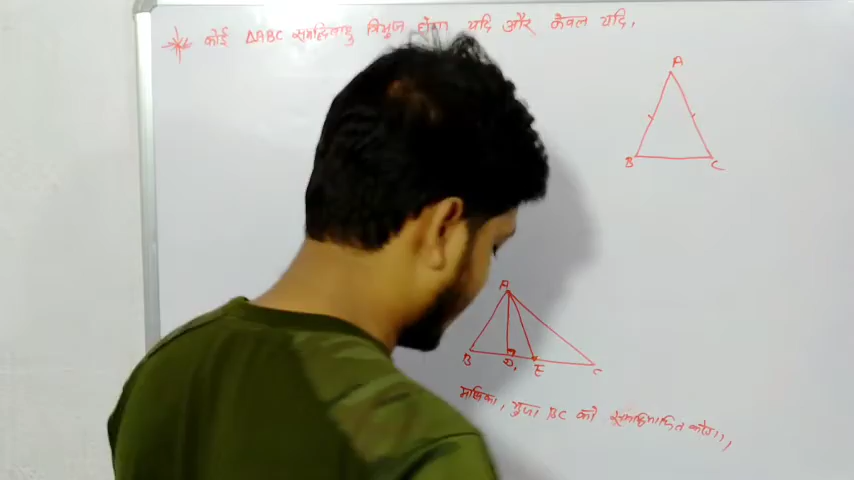 कोई ΔABC समद्विबाहु त्रिभुज होगा यदि और केवल यदि,
A
B C
A
B D, E C
माध्यिका, भुजा BC को समद्विभाजित करेगा,,,